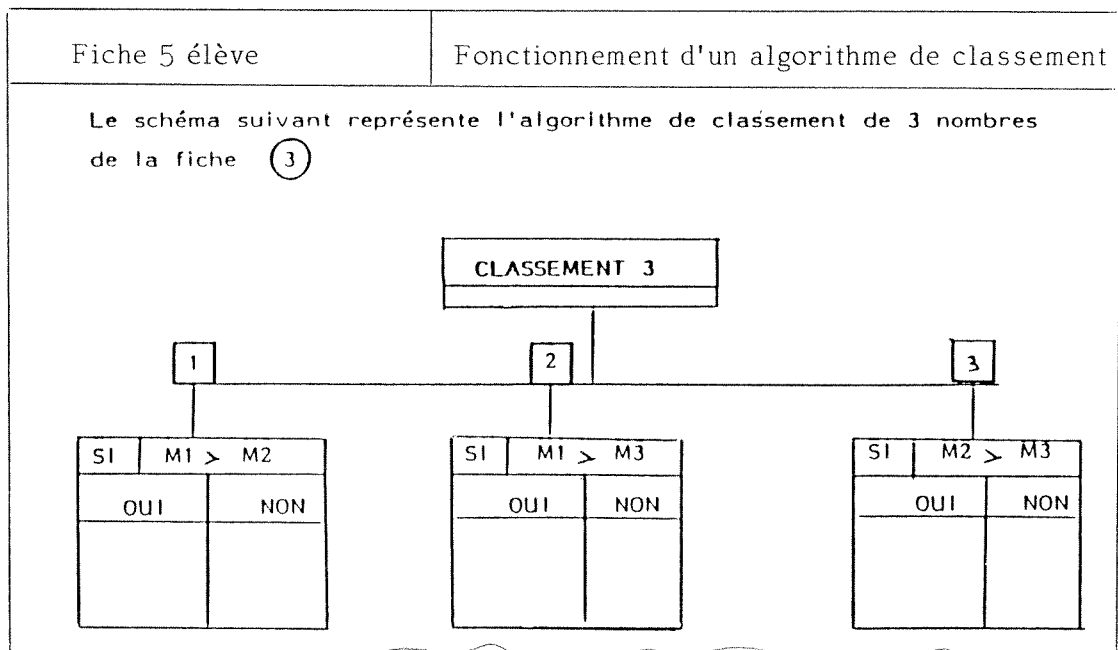 Fiche 5 élève
Fonctionnement d'un algorithme de classement
Le schéma suivant représente l'algorithme de classement de 3 nombres
de la fiche 3
CLASSEMENT 3
1 2 3
SI M1 > M2 SI M1 > M3 SI M2 > M3
OUI NON OUI NON OUI NON